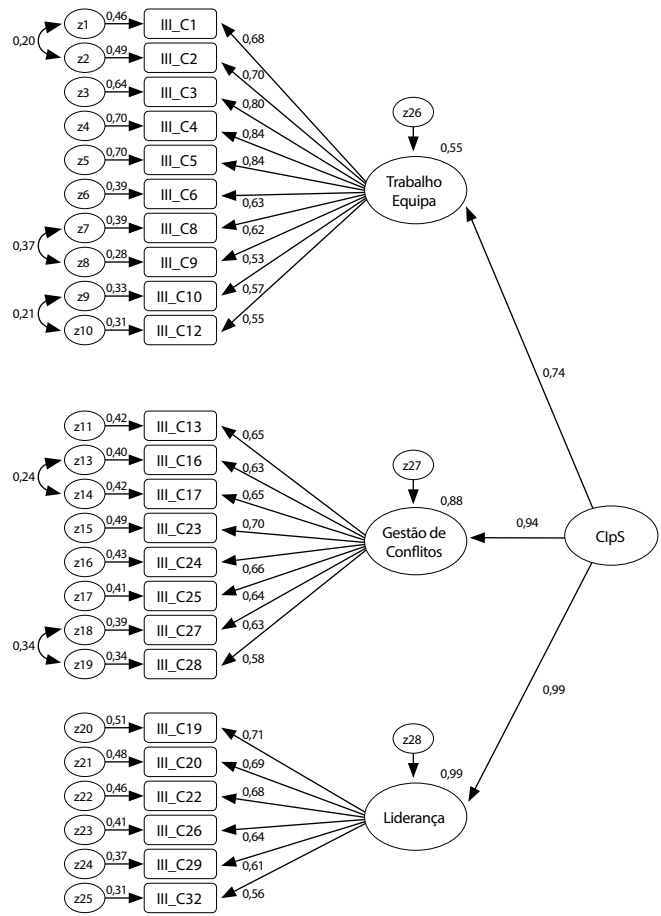 z1 0,46 III_C1
0,20
z2 0,49 III_C2
z3 0,64 III_C3
z4 0,70 III_C4
z5 0,70 III_C5
z6 0,39 III_C6
z7 0,39 III_C8
0,37
z8 0,28 III_C9
z9 0,33 III_C10
0,21
z10 0,31 III_C12
0,68
0,70
0,80
0,84
0,84
0,63
0,62
0,53
0,57
0,55
z26
0,55
Trabalho
Equipa
0,74
z11 0,42 III_C13
z13 0,40 III_C16
0,24
z14 0,42 III_C17
z15 0,49 III_C23
z16 0,43 III_C24
z17 0,41 III_C25
z18 0,39 III_C27
0,34
z19 0,34 III_C28
0,65
0,63
0,65
0,70
0,66
0,64
0,63
0,58
z27
0,88
Gestão de
Conflitos
0,94
CIpS
0,99
z20 0,51 III_C19
z21 0,48 III_C20
z22 0,46 III_C22
z23 0,41 III_C26
z24 0,37 III_C29
z25 0,31 III_C32
0,71
0,69
0,68
0,64
0,61
0,56
z28
0,99
Liderança